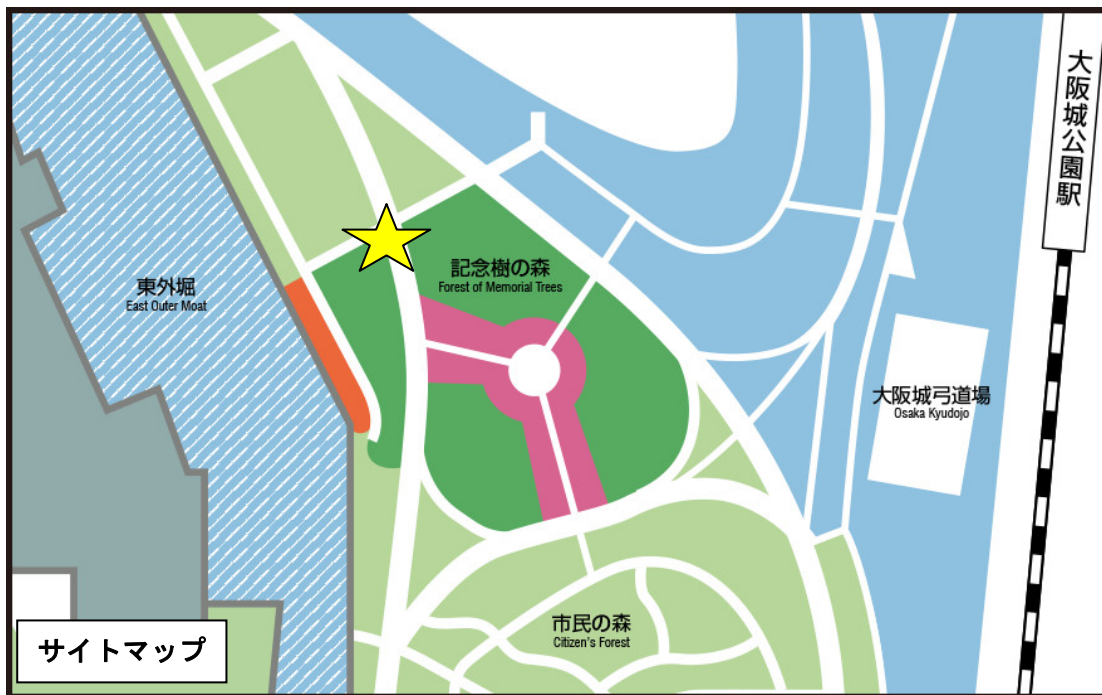 大阪城公園駅
記念樹の森
Forest of Memorial Trees
東外堀
East Outer Moat
大阪城弓道場
Osaka Kyudojo
市民の森
Citizen's Forest
サイトマップ